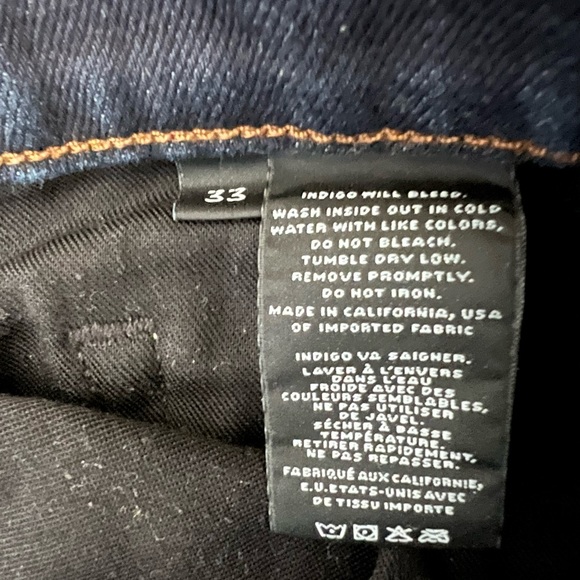 33
INDIGO WILL BLEED.
WASH INSIDE OUT IN COLD
WATER WITH LIKE COLORS,
DO NOT BLEACH.
TUMBLE DRY LOW.
REMOVE PROMPTLY.
DO NOT IRON.
MADE IN CALIFORNIA, USA
OF IMPORTED FABRIC
INDIGO VA SAIGNER.
LAVER À L'ENVERS
DANS L'EAU
FROIDE AVEC DES
COULEURS SEMBLABLES,
NE PAS UTILISER
DE JAVEL.
SÉCHER À BASSE
TEMPÉRATURE.
RETIRER RAPIDEMENT,
NE PAS REPASSER.
FABRIQUÉ AUX CALIFORNIE,
E.U.ETATS-UNIS AVEC
DE TISSU IMPORTE